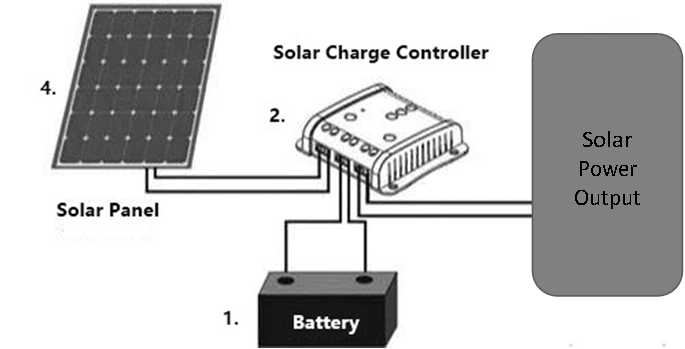 Solar Charge Controller
4.
2.
Solar
Power
Output
Solar Panel
1.
Battery